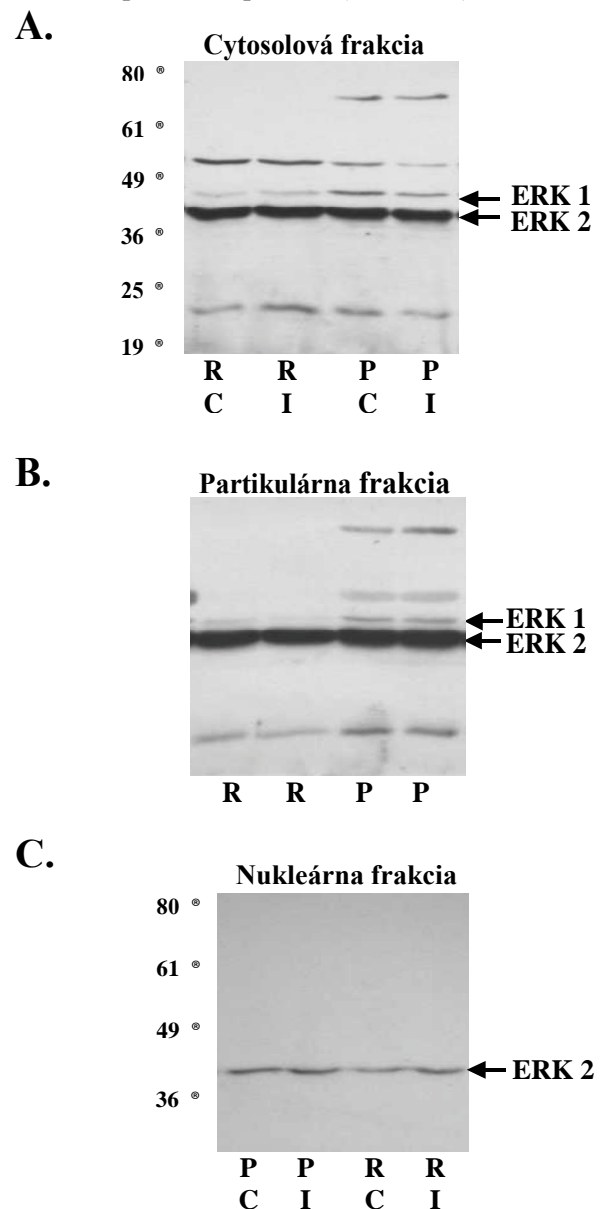 A.
Cytosolová frakcia
80 ®
61 ®
49 ®
36 ®
25 ®
19 ®
ERK 1
ERK 2
R R P P
C I C I
B.
Partikulárna frakcia
ERK 1
ERK 2
R R P P
C.
Nukleárna frakcia
80 ®
61 ®
49 ®
36 ®
ERK 2
P P R R
C I C I